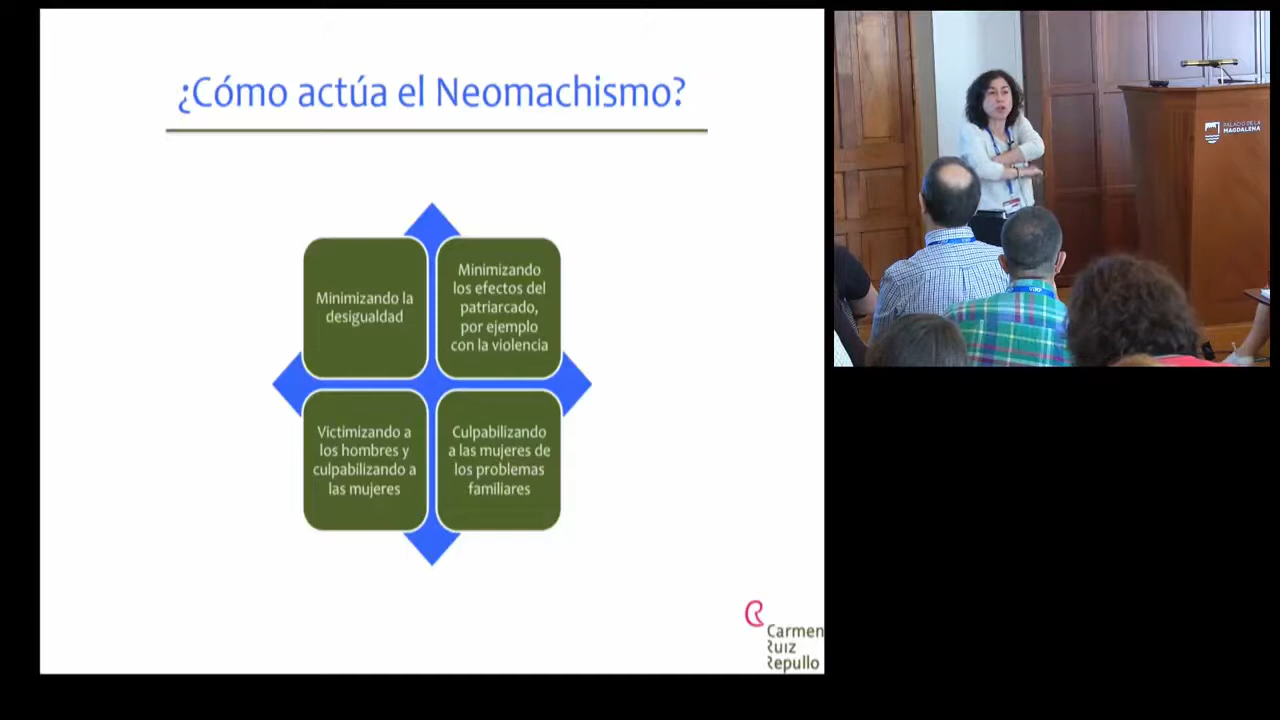 ¿Cómo actúa el Neomachismo?
Minimizando la
desigualdad
Minimizando
los efectos del
patriarcado,
por ejemplo
con la violencia
Victimizando a
los hombres y
culpabilizando a
las mujeres
Culpabilizando
a las mujeres de
los problemas
familiares
Carmen
Ruiz
Repullo
PALACIO DE LA
MAGDALENA
UIMP